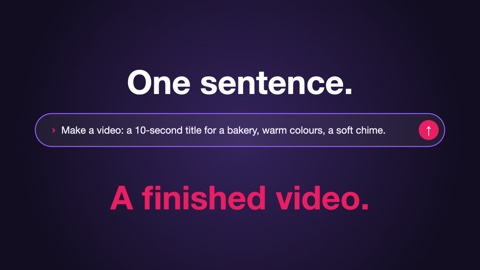 One sentence.
› Make a video: a 10-second title for a bakery, warm colours, a soft chime. ↑
A finished video.